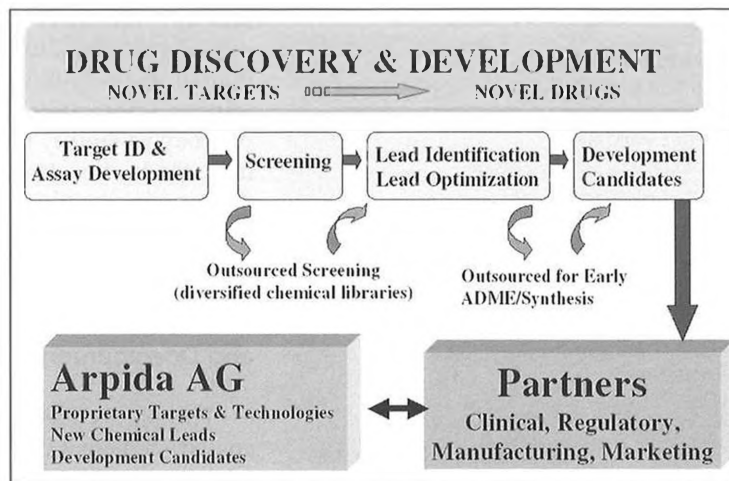 DRUG DISCOVERY & DEVELOPMENT
NOVEL TARGETS NOVEL DRUGS
Target ID &
Assay Development
Screening
Lead Identification
Lead Optimization
Development
Candidates
Outsourced Screening
(diversified chemical libraries)
Outsourced for Early
ADME/Synthesis
Arpida AG
Proprietary Targets & Technologies
New Chemical Leads
Development Candidates
Partners
Clinical, Regulatory,
Manufacturing, Marketing